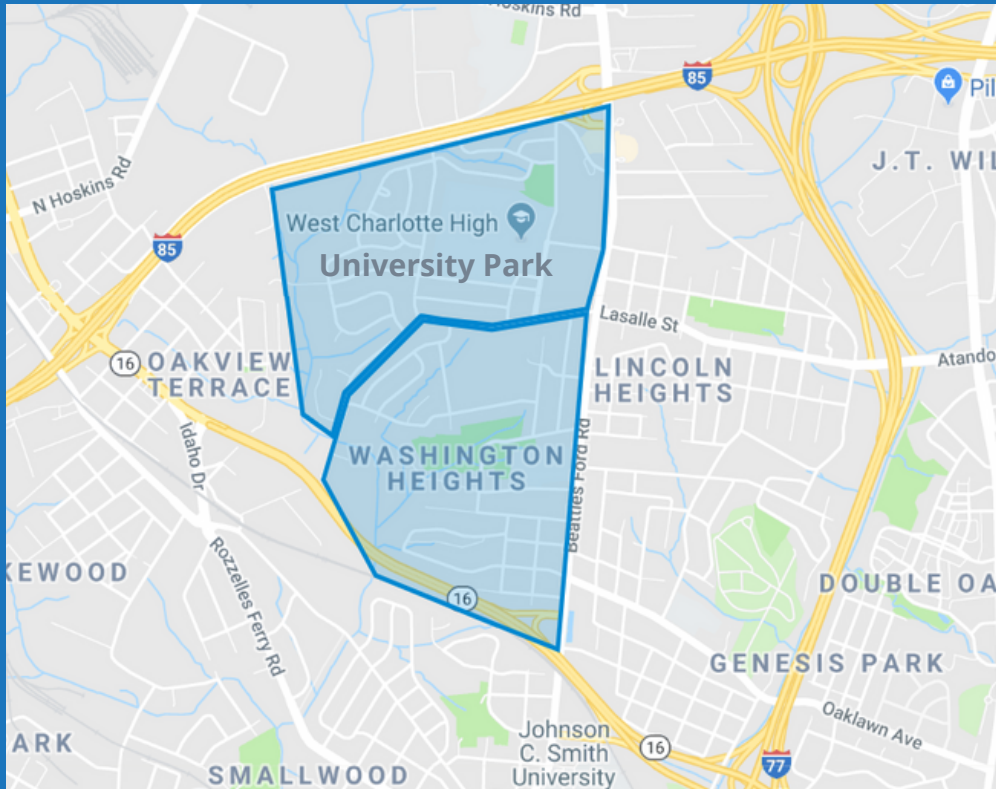 Hoskins Rd
85
Pil
J.T. WIL
N Hoskins Rd
West Charlotte High
University Park
85
Lasalle St
Atando
16
OAKVIEW
TERRACE
LINCOLN
HEIGHTS
Idaho Dr
WASHINGTON
HEIGHTS
Beatties Ford Rd
KEWOOD
Rozzelles Ferry Rd
16
DOUBLE OA
GENESIS PARK
Oaklawn Ave
ARK
Johnson
C. Smith
University
16
77
SMALLWOOD